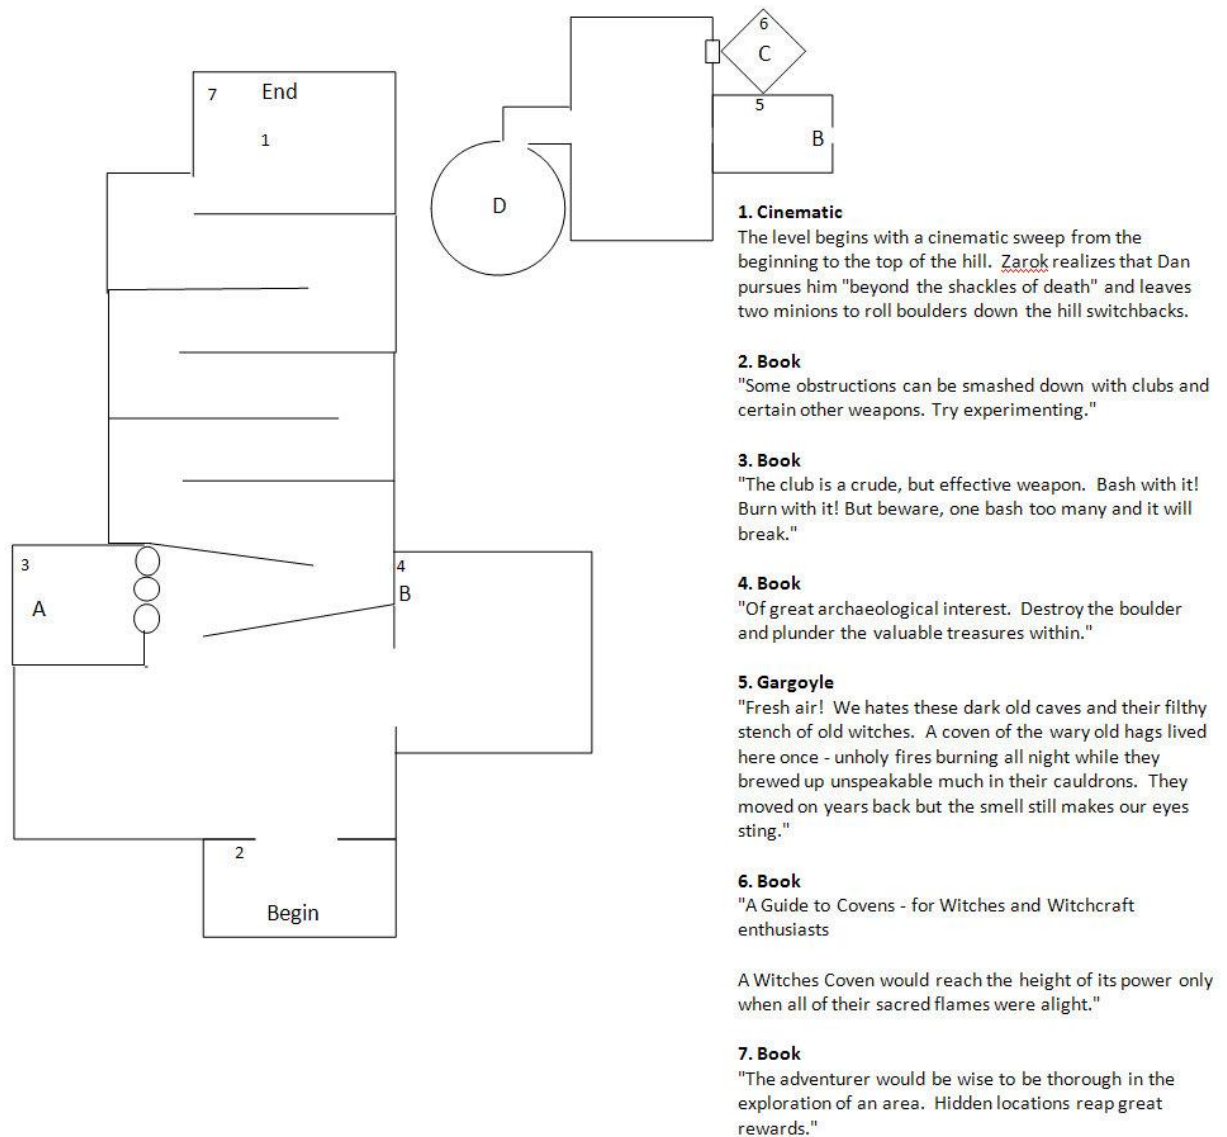 6
C
5
B
7 End
1
D
3
A
4
B
2
Begin
1. Cinematic
The level begins with a cinematic sweep from the
beginning to the top of the hill. Zarok realizes that Dan
pursues him "beyond the shackles of death" and leaves
two minions to roll boulders down the hill switchbacks.
2. Book
"Some obstructions can be smashed down with clubs and
certain other weapons. Try experimenting."
3. Book
"The club is a crude, but effective weapon. Bash with it!
Burn with it! But beware, one bash too many and it will
break."
4. Book
"Of great archaeological interest. Destroy the boulder
and plunder the valuable treasures within."
5. Gargoyle
"Fresh air! We hates these dark old caves and their filthy
stench of old witches. A coven of the wary old hags lived
here once - unholy fires burning all night while they
brewed up unspeakable much in their cauldrons. They
moved on years back but the smell still makes our eyes
sting."
6. Book
"A Guide to Covens - for Witches and Witchcraft
enthusiasts
A Witches Coven would reach the height of its power only
when all of their sacred flames were alight."
7. Book
"The adventurer would be wise to be thorough in the
exploration of an area. Hidden locations reap great
rewards."